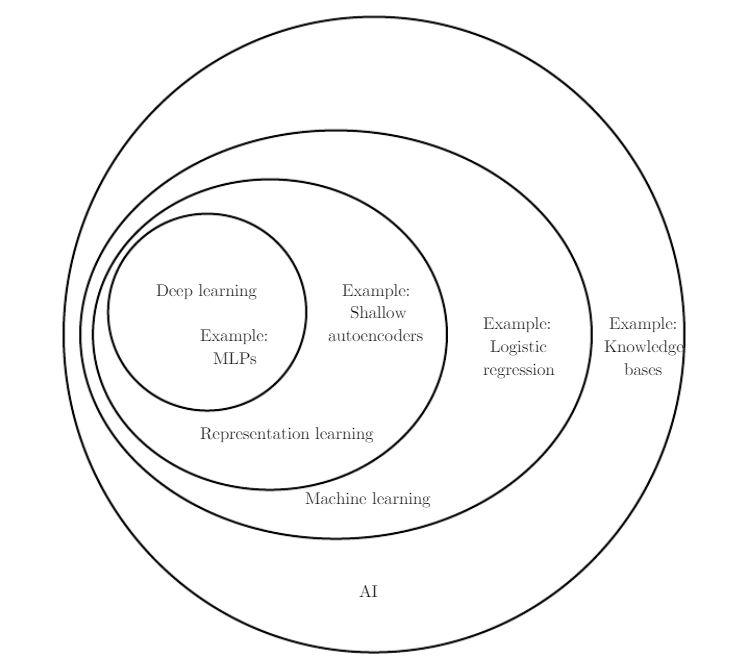 Deep learning
Example:
MLPs
Example:
Shallow
autoencoders
Example:
Logistic
regression
Example:
Knowledge
bases
Representation learning
Machine learning
AI